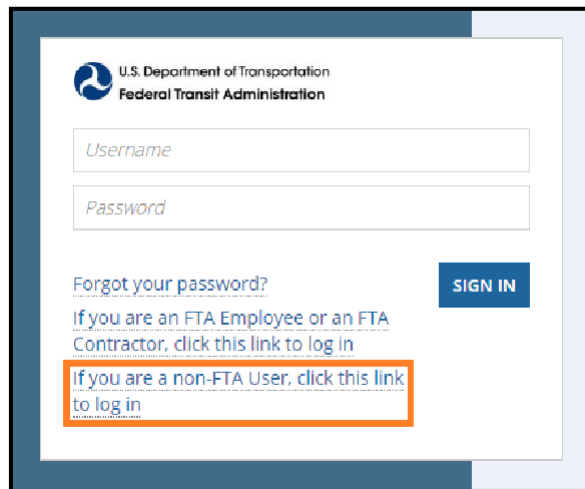 U.S. Department of Transportation
Federal Transit Administration
Username
Password
Forgot your password?
SIGN IN
If you are an FTA Employee or an FTA
Contractor, click this link to log in
If you are a non-FTA User, click this link
to log in